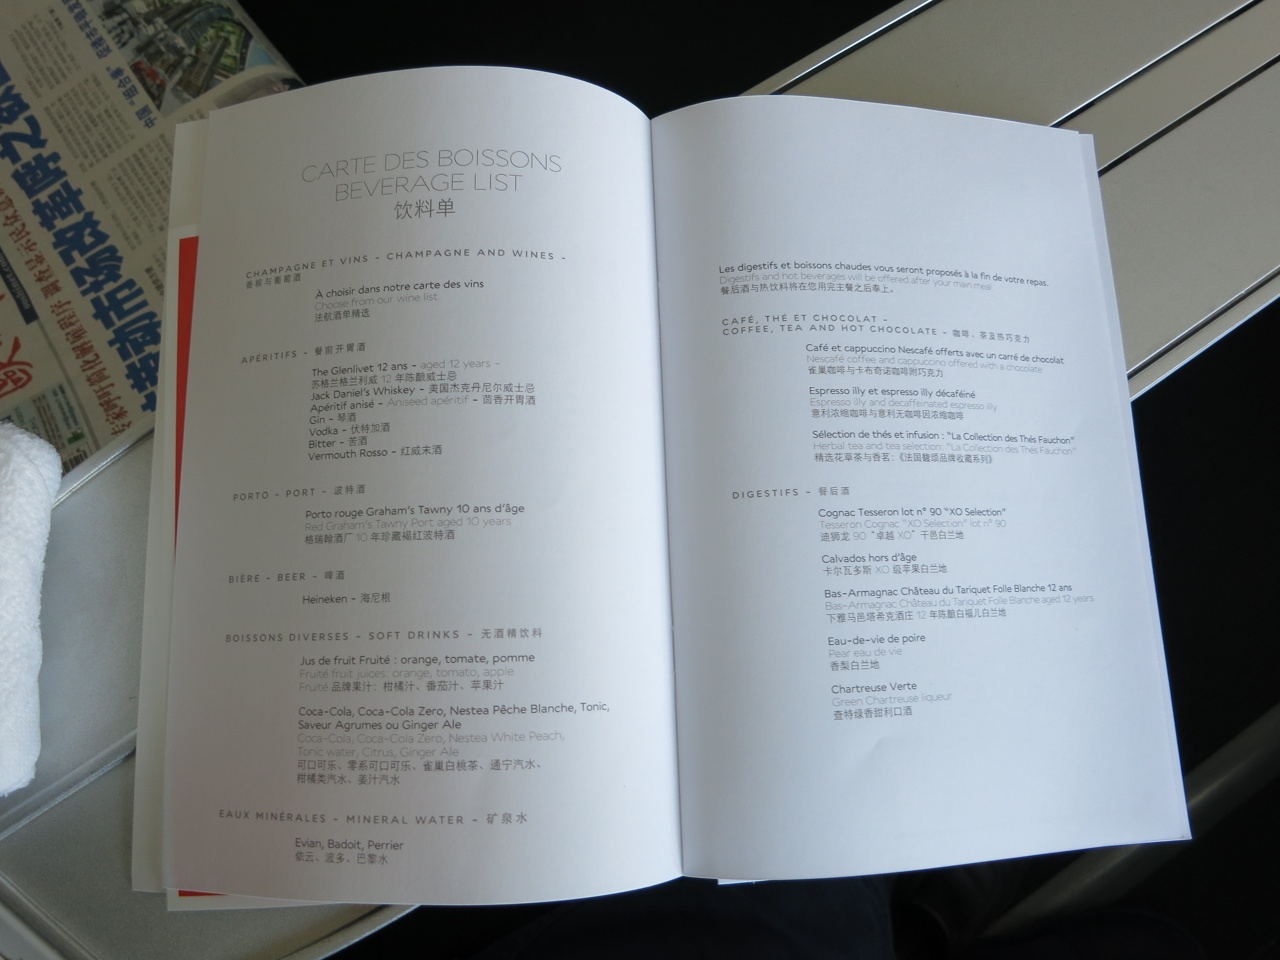 CARTE DES BOISSONS
BEVERAGE LIST
饮料单
CHAMPAGNE ET VINS - CHAMPAGNE AND WINES -
香槟与葡萄酒
À choisir dans notre carte des vins
Choose from our wine list
法航酒单精选
APÉRITIFS - 餐前开胃酒
The Glenlivet 12 ans - aged 12 years -
苏格兰格兰利威 12 年陈酿威士忌
Jack Daniel's Whiskey - 美国杰克丹尼尔威士忌
Apéritif anisé - Aniseed apéritif - 茴香开胃酒
Gin - 琴酒
Vodka - 伏特加酒
Bitter - 苦酒
Vermouth Rosso - 红威末酒
PORTO - PORT - 波特酒
Porto rouge Graham's Tawny 10 ans d'âge
Red Graham's Tawny Port aged 10 years
格瑞翰酒厂 10 年珍藏褐红波特酒
BIÈRE - BEER - 啤酒
Heineken - 海尼根
BOISSONS DIVERSES - SOFT DRINKS - 无酒精饮料
Jus de fruit Fruité : orange, tomate, pomme
Fruité fruit juices: orange, tomato, apple
Fruité 品牌果汁：柑橘汁、番茄汁、苹果汁
Coca-Cola, Coca-Cola Zero, Nestea Pêche Blanche, Tonic,
Saveur Agrumes ou Ginger Ale
Coca-Cola, Coca-Cola Zero, Nestea White Peach,
Tonic water, Citrus, Ginger Ale
可口可乐、零系可口可乐、雀巢白桃茶、通宁汽水、
柑橘类汽水、姜汁汽水
EAUX MINÉRALES - MINERAL WATER - 矿泉水
Evian, Badoit, Perrier
依云、波多、巴黎水
Les digestifs et boissons chaudes vous seront proposés à la fin de votre repas.
Digestifs and hot beverages will be offered after your main meal
餐后酒与热饮料将在您用完主餐之后奉上。
CAFÉ, THÉ ET CHOCOLAT -
COFFEE, TEA AND HOT CHOCOLATE - 咖啡、茶及热巧克力
Café et cappuccino Nescafé offerts avec un carré de chocolat
Nescafé coffee and cappuccino offered with a chocolate
雀巢咖啡与卡布奇诺咖啡附巧克力
Espresso illy et espresso illy décaféiné
Espresso illy and decaffeinated espresso illy
意利浓缩咖啡与意利无咖啡因浓缩咖啡
Sélection de thés et infusion : "La Collection des Thés Fauchon"
Herbal tea and tea selection: "La Collection des Thés Fauchon"
精选花草茶与香茗：《法国馥颂品牌收藏系列》
DIGESTIFS - 餐后酒
Cognac Tesseron lot n° 90 "XO Selection"
Tesseron Cognac "XO Selection" lot n° 90
迪狮龙 90 "卓越 XO" 干邑白兰地
Calvados hors d'âge
卡尔瓦多斯 XO 级苹果白兰地
Bas-Armagnac Château du Tariquet Folle Blanche 12 ans
Bas-Armagnac Château du Tariquet Folle Blanche aged 12 years
下雅马邑塔希克酒庄 12 年陈酿白福儿白兰地
Eau-de-vie de poire
Pear eau de vie
香梨白兰地
Chartreuse Verte
Green Chartreuse liqueur
查特绿香甜利口酒